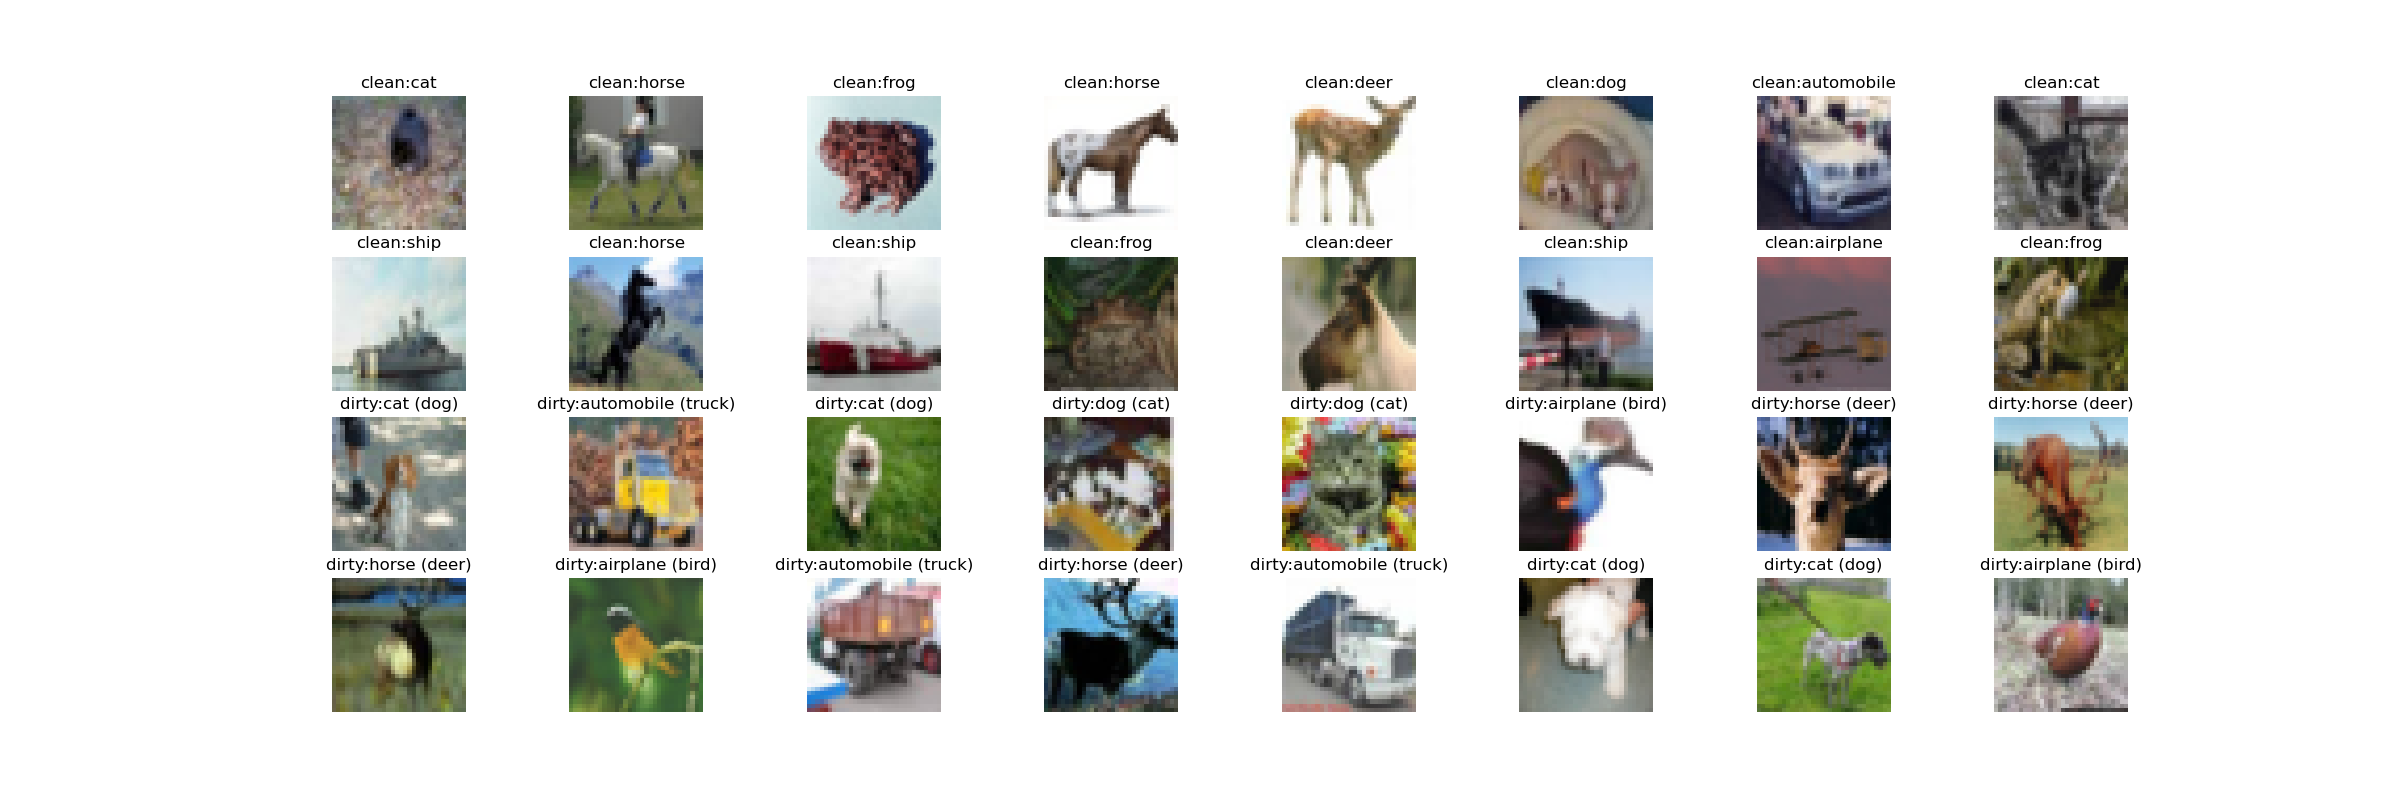 clean:cat
clean:horse
clean:frog
clean:horse
clean:deer
clean:dog
clean:automobile
clean:cat
clean:ship
clean:horse
clean:ship
clean:frog
clean:deer
clean:ship
clean:airplane
clean:frog
dirty:cat (dog)
dirty:automobile (truck)
dirty:cat (dog)
dirty:dog (cat)
dirty:dog (cat)
dirty:airplane (bird)
dirty:horse (deer)
dirty:horse (deer)
dirty:horse (deer)
dirty:airplane (bird)
dirty:automobile (truck)
dirty:horse (deer)
dirty:automobile (truck)
dirty:cat (dog)
dirty:cat (dog)
dirty:airplane (bird)